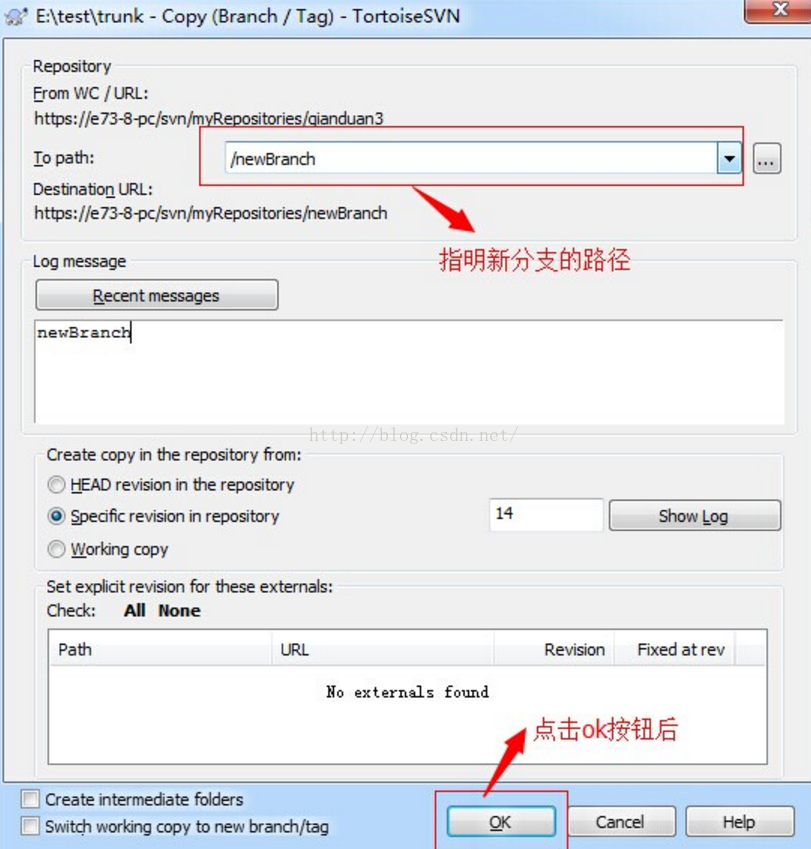 E:\test\trunk - Copy (Branch / Tag) - TortoiseSVN
Repository
From WC / URL:
https://e73-8-pc/svn/myRepositories/qianduan3
To path:
/newBranch
...
Destination URL:
https://e73-8-pc/svn/myRepositories/newBranch
指明新分支的路径
Log message
Recent messages
newBranch
http://blog.csdn.net/
Create copy in the repository from:
HEAD revision in the repository
Specific revision in repository
14
Show Log
Working copy
Set explicit revision for these externals:
Check: All None
Path URL Revision Fixed at rev
No externals found
点击ok按钮后
Create intermediate folders
Switch working copy to new branch/tag
OK Cancel Help